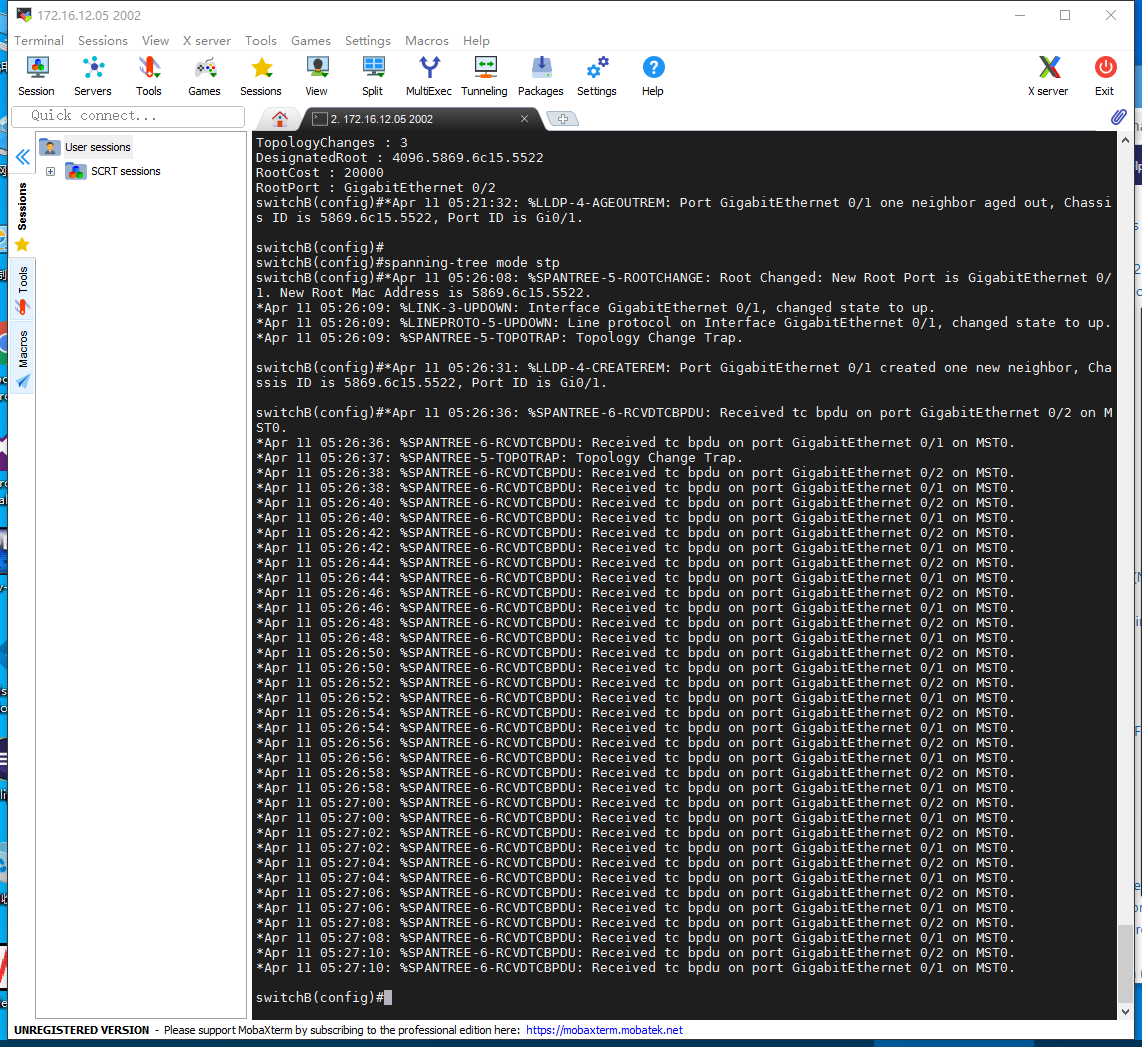 172.16.12.05 2002
Terminal Sessions View X server Tools Games Settings Macros Help
Session Servers Tools Games Sessions View Split MultiExec Tunneling Packages Settings Help X server Exit
Quick connect...
2. 172.16.12.05 2002
User sessions
SCRT sessions
Sessions
Tools
Macros
TopologyChanges : 3
DesignatedRoot : 4096.5869.6c15.5522
RootCost : 20000
RootPort : GigabitEthernet 0/2
switchB(config)#*Apr 11 05:21:32: %LLDP-4-AGEOUTREM: Port GigabitEthernet 0/1 one neighbor aged out, Chassi
s ID is 5869.6c15.5522, Port ID is Gi0/1.
switchB(config)#
switchB(config)#spanning-tree mode stp
switchB(config)#*Apr 11 05:26:08: %SPANTREE-5-ROOTCHANGE: Root Changed: New Root Port is GigabitEthernet 0/
1. New Root Mac Address is 5869.6c15.5522.
*Apr 11 05:26:09: %LINK-3-UPDOWN: Interface GigabitEthernet 0/1, changed state to up.
*Apr 11 05:26:09: %LINEPROTO-5-UPDOWN: Line protocol on Interface GigabitEthernet 0/1, changed state to up.
*Apr 11 05:26:09: %SPANTREE-5-TOPOTRAP: Topology Change Trap.
switchB(config)#*Apr 11 05:26:31: %LLDP-4-CREATEREM: Port GigabitEthernet 0/1 created one new neighbor, Cha
ssis ID is 5869.6c15.5522, Port ID is Gi0/1.
switchB(config)#*Apr 11 05:26:36: %SPANTREE-6-RCVDTCBPDU: Received tc bpdu on port GigabitEthernet 0/2 on M
ST0.
*Apr 11 05:26:36: %SPANTREE-6-RCVDTCBPDU: Received tc bpdu on port GigabitEthernet 0/1 on MST0.
*Apr 11 05:26:37: %SPANTREE-5-TOPOTRAP: Topology Change Trap.
*Apr 11 05:26:38: %SPANTREE-6-RCVDTCBPDU: Received tc bpdu on port GigabitEthernet 0/2 on MST0.
*Apr 11 05:26:38: %SPANTREE-6-RCVDTCBPDU: Received tc bpdu on port GigabitEthernet 0/1 on MST0.
*Apr 11 05:26:40: %SPANTREE-6-RCVDTCBPDU: Received tc bpdu on port GigabitEthernet 0/2 on MST0.
*Apr 11 05:26:40: %SPANTREE-6-RCVDTCBPDU: Received tc bpdu on port GigabitEthernet 0/1 on MST0.
*Apr 11 05:26:42: %SPANTREE-6-RCVDTCBPDU: Received tc bpdu on port GigabitEthernet 0/2 on MST0.
*Apr 11 05:26:42: %SPANTREE-6-RCVDTCBPDU: Received tc bpdu on port GigabitEthernet 0/1 on MST0.
*Apr 11 05:26:44: %SPANTREE-6-RCVDTCBPDU: Received tc bpdu on port GigabitEthernet 0/2 on MST0.
*Apr 11 05:26:44: %SPANTREE-6-RCVDTCBPDU: Received tc bpdu on port GigabitEthernet 0/1 on MST0.
*Apr 11 05:26:46: %SPANTREE-6-RCVDTCBPDU: Received tc bpdu on port GigabitEthernet 0/2 on MST0.
*Apr 11 05:26:46: %SPANTREE-6-RCVDTCBPDU: Received tc bpdu on port GigabitEthernet 0/1 on MST0.
*Apr 11 05:26:48: %SPANTREE-6-RCVDTCBPDU: Received tc bpdu on port GigabitEthernet 0/2 on MST0.
*Apr 11 05:26:48: %SPANTREE-6-RCVDTCBPDU: Received tc bpdu on port GigabitEthernet 0/1 on MST0.
*Apr 11 05:26:50: %SPANTREE-6-RCVDTCBPDU: Received tc bpdu on port GigabitEthernet 0/2 on MST0.
*Apr 11 05:26:50: %SPANTREE-6-RCVDTCBPDU: Received tc bpdu on port GigabitEthernet 0/1 on MST0.
*Apr 11 05:26:52: %SPANTREE-6-RCVDTCBPDU: Received tc bpdu on port GigabitEthernet 0/2 on MST0.
*Apr 11 05:26:52: %SPANTREE-6-RCVDTCBPDU: Received tc bpdu on port GigabitEthernet 0/1 on MST0.
*Apr 11 05:26:54: %SPANTREE-6-RCVDTCBPDU: Received tc bpdu on port GigabitEthernet 0/2 on MST0.
*Apr 11 05:26:54: %SPANTREE-6-RCVDTCBPDU: Received tc bpdu on port GigabitEthernet 0/1 on MST0.
*Apr 11 05:26:56: %SPANTREE-6-RCVDTCBPDU: Received tc bpdu on port GigabitEthernet 0/2 on MST0.
*Apr 11 05:26:56: %SPANTREE-6-RCVDTCBPDU: Received tc bpdu on port GigabitEthernet 0/1 on MST0.
*Apr 11 05:26:58: %SPANTREE-6-RCVDTCBPDU: Received tc bpdu on port GigabitEthernet 0/2 on MST0.
*Apr 11 05:26:58: %SPANTREE-6-RCVDTCBPDU: Received tc bpdu on port GigabitEthernet 0/1 on MST0.
*Apr 11 05:27:00: %SPANTREE-6-RCVDTCBPDU: Received tc bpdu on port GigabitEthernet 0/2 on MST0.
*Apr 11 05:27:00: %SPANTREE-6-RCVDTCBPDU: Received tc bpdu on port GigabitEthernet 0/1 on MST0.
*Apr 11 05:27:02: %SPANTREE-6-RCVDTCBPDU: Received tc bpdu on port GigabitEthernet 0/2 on MST0.
*Apr 11 05:27:02: %SPANTREE-6-RCVDTCBPDU: Received tc bpdu on port GigabitEthernet 0/1 on MST0.
*Apr 11 05:27:04: %SPANTREE-6-RCVDTCBPDU: Received tc bpdu on port GigabitEthernet 0/2 on MST0.
*Apr 11 05:27:04: %SPANTREE-6-RCVDTCBPDU: Received tc bpdu on port GigabitEthernet 0/1 on MST0.
*Apr 11 05:27:06: %SPANTREE-6-RCVDTCBPDU: Received tc bpdu on port GigabitEthernet 0/2 on MST0.
*Apr 11 05:27:06: %SPANTREE-6-RCVDTCBPDU: Received tc bpdu on port GigabitEthernet 0/1 on MST0.
*Apr 11 05:27:08: %SPANTREE-6-RCVDTCBPDU: Received tc bpdu on port GigabitEthernet 0/2 on MST0.
*Apr 11 05:27:08: %SPANTREE-6-RCVDTCBPDU: Received tc bpdu on port GigabitEthernet 0/1 on MST0.
*Apr 11 05:27:10: %SPANTREE-6-RCVDTCBPDU: Received tc bpdu on port GigabitEthernet 0/2 on MST0.
*Apr 11 05:27:10: %SPANTREE-6-RCVDTCBPDU: Received tc bpdu on port GigabitEthernet 0/1 on MST0.
switchB(config)#
UNREGISTERED VERSION - Please support MobaXterm by subscribing to the professional edition here: https://mobaxterm.mobatek.net